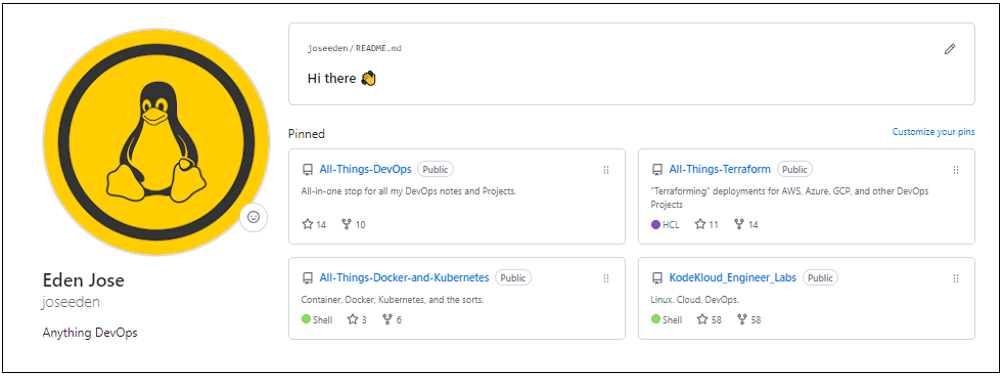 joseeden/README.md
Hi there 👋
Eden Jose
joseeden
Anything DevOps
Pinned
Customize your pins
All-Things-DevOps Public
All-in-one stop for all my DevOps notes and Projects.
14 10
All-Things-Terraform Public
"Terraforming" deployments for AWS, Azure, GCP, and other DevOps
Projects
HCL 11 14
All-Things-Docker-and-Kubernetes Public
Container, Docker, Kubernetes, and the sorts.
Shell 3 6
KodeKloud_Engineer_Labs Public
Linux. Cloud. DevOps.
Shell 58 58